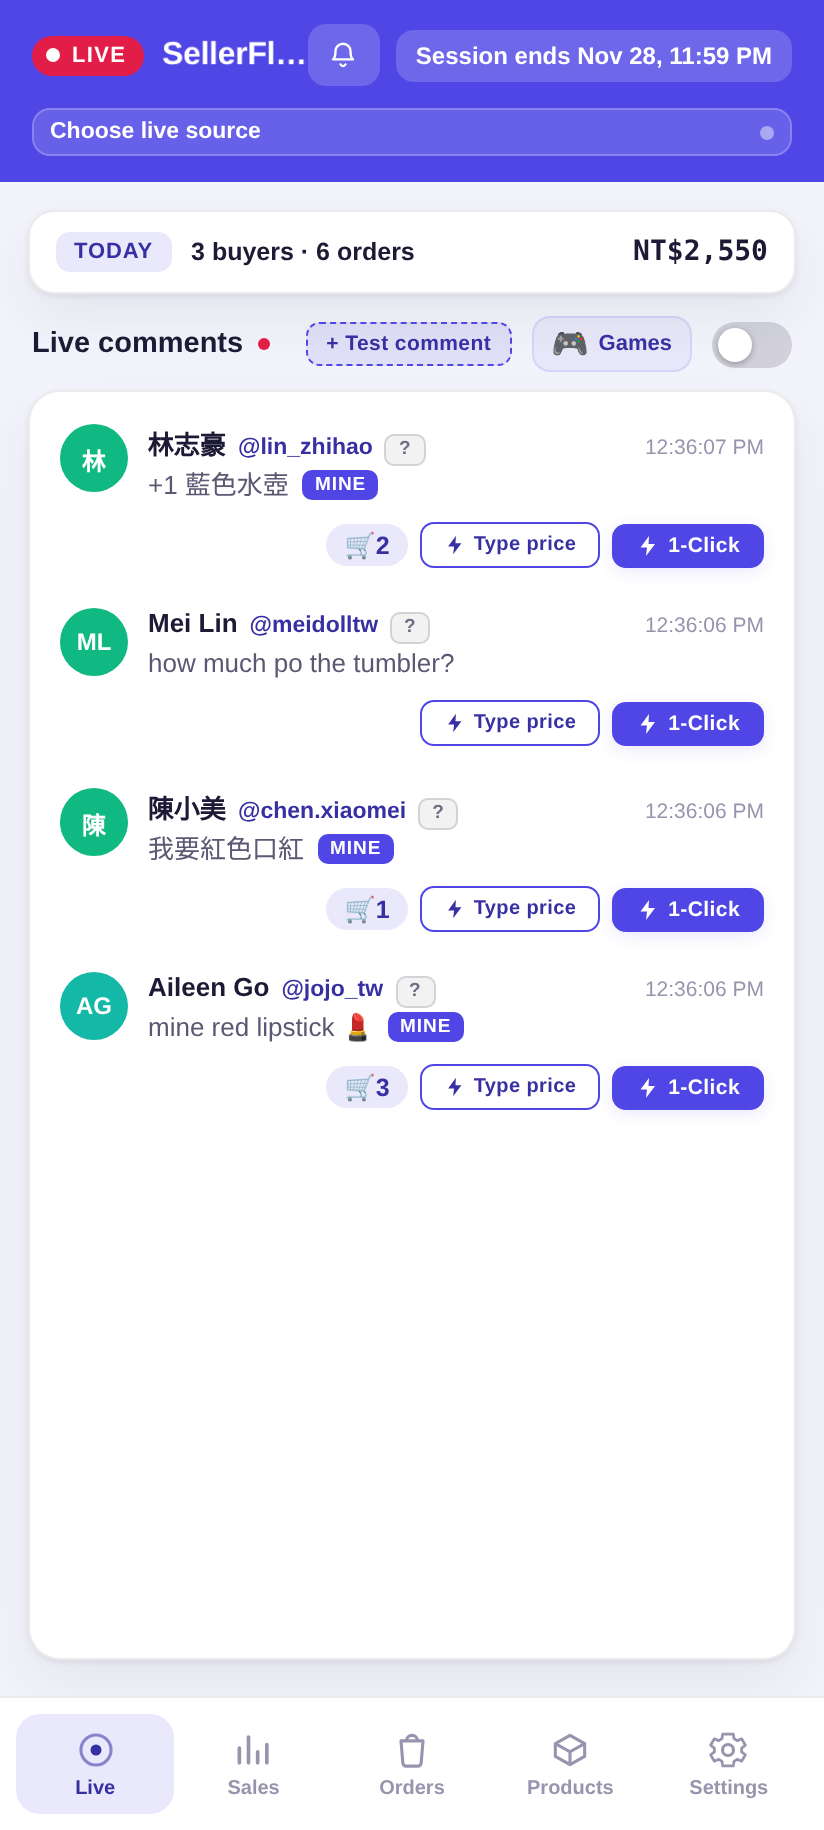 LIVE SellerFl... Session ends Nov 28, 11:59 PM
Choose live source
TODAY 3 buyers · 6 orders NT$2,550
Live comments + Test comment 🎮 Games
林 林志豪 @lin_zhihao ? 12:36:07 PM
+1 藍色水壺 MINE
🛒2 Type price 1-Click
ML Mei Lin @meidolltw ? 12:36:06 PM
how much po the tumbler?
Type price 1-Click
陳 陳小美 @chen.xiaomei ? 12:36:06 PM
我要紅色口紅 MINE
🛒1 Type price 1-Click
AG Aileen Go @jojo_tw ? 12:36:06 PM
mine red lipstick 💄 MINE
🛒3 Type price 1-Click
Live Sales Orders Products Settings